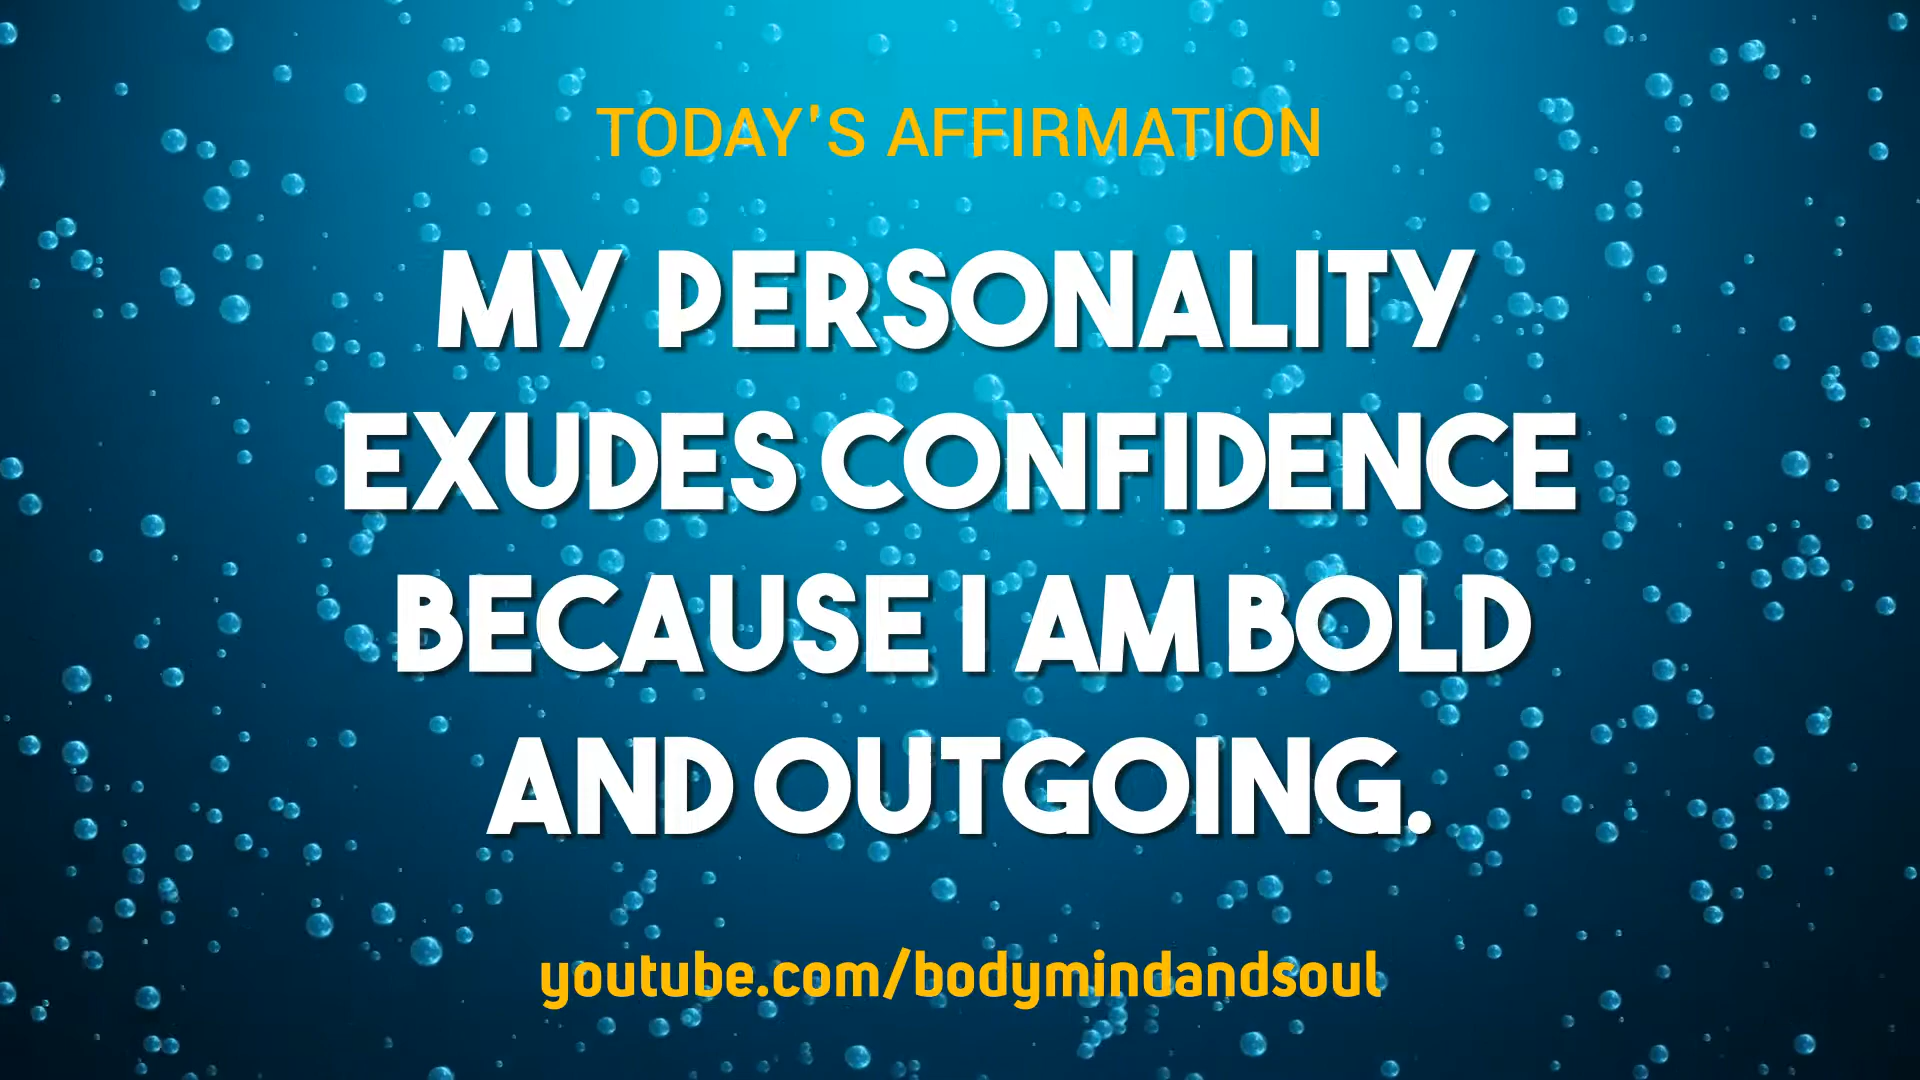 TODAY'S AFFIRMATION
MY PERSONALITY
EXUDES CONFIDENCE
BECAUSE I AM BOLD
AND OUTGOING.
youtube.com/bodymindandsoul